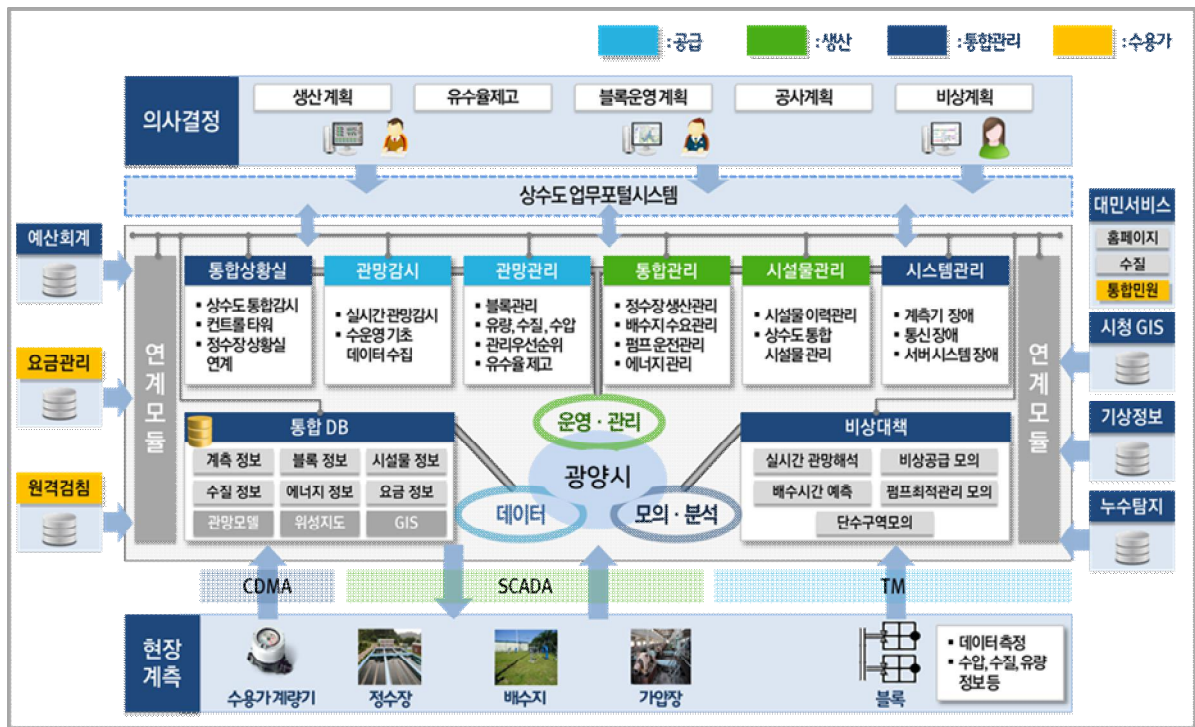 :공급
:생산
:통합관리
:수용가
의사결정
생산 계획
유수율제고
블록운영 계획
공사계획
비상계획
상수도 업무포털시스템
예산회계
요금관리
원격검침
연계모듈
통합상황실
▪ 상수도 통합감시
▪ 컨트롤 타워
▪ 정수장 상황실
연계
관망감시
▪ 실시간 관망감시
▪ 수운영 기초
데이터 수집
관망관리
▪ 블록관리
▪ 유량, 수질, 수압
▪ 관리우선순위
▪ 유수율 제고
통합관리
▪ 정수장 생산관리
▪ 배수지 수요관리
▪ 펌프 운전관리
▪ 에너지 관리
시설물관리
▪ 시설물 이력관리
▪ 상수도 통합
시설물 관리
시스템관리
▪ 계측기 장애
▪ 통신 장애
▪ 서버 시스템 장애
연계모듈
대민서비스
홈페이지
수질
통합민원
시청 GIS
기상정보
누수탐지
통합 DB
계측 정보
블록 정보
시설물 정보
수질 정보
에너지 정보
요금 정보
관망모델
위성지도
GIS
운영 · 관리
광양시
데이터
모의 · 분석
비상대책
실시간 관망해석
비상공급 모의
배수시간 예측
펌프최적관리 모의
단수구역모의
CDMA
SCADA
TM
현장
계측
수용가 계량기
정수장
배수지
가압장
블록
▪ 데이터 측정
▪ 수압, 수질, 유량
정보 등